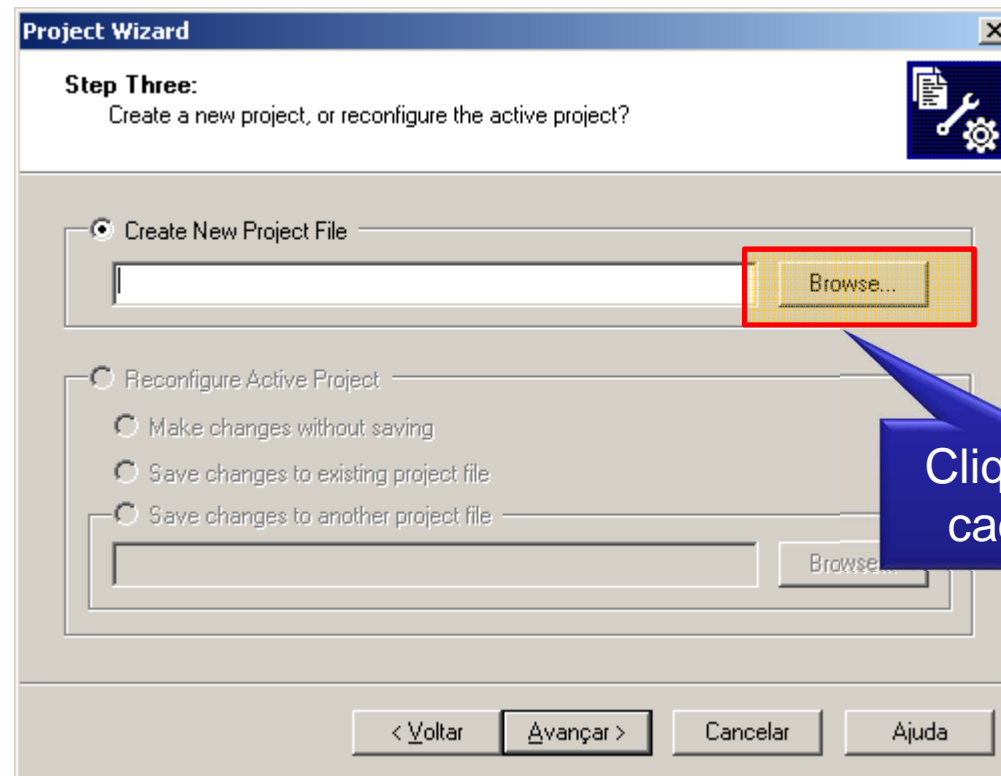 Project Wizard
Step Three:
Create a new project, or reconfigure the active project?
Create New Project File
Browse...
Reconfigure Active Project
Make changes without saving
Save changes to existing project file
Save changes to another project file
< Voltar
Avançar >
Cancelar
Ajuda